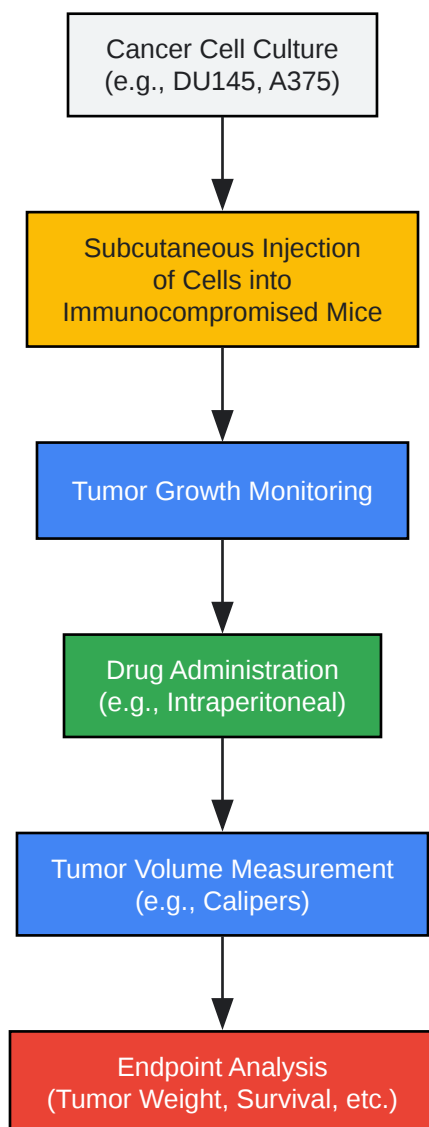 Cancer Cell Culture
(e.g., DU145, A375)
Subcutaneous Injection
of Cells into
Immunocompromised Mice
Tumor Growth Monitoring
Drug Administration
(e.g., Intraperitoneal)
Tumor Volume Measurement
(e.g., Calipers)
Endpoint Analysis
(Tumor Weight, Survival, etc.)